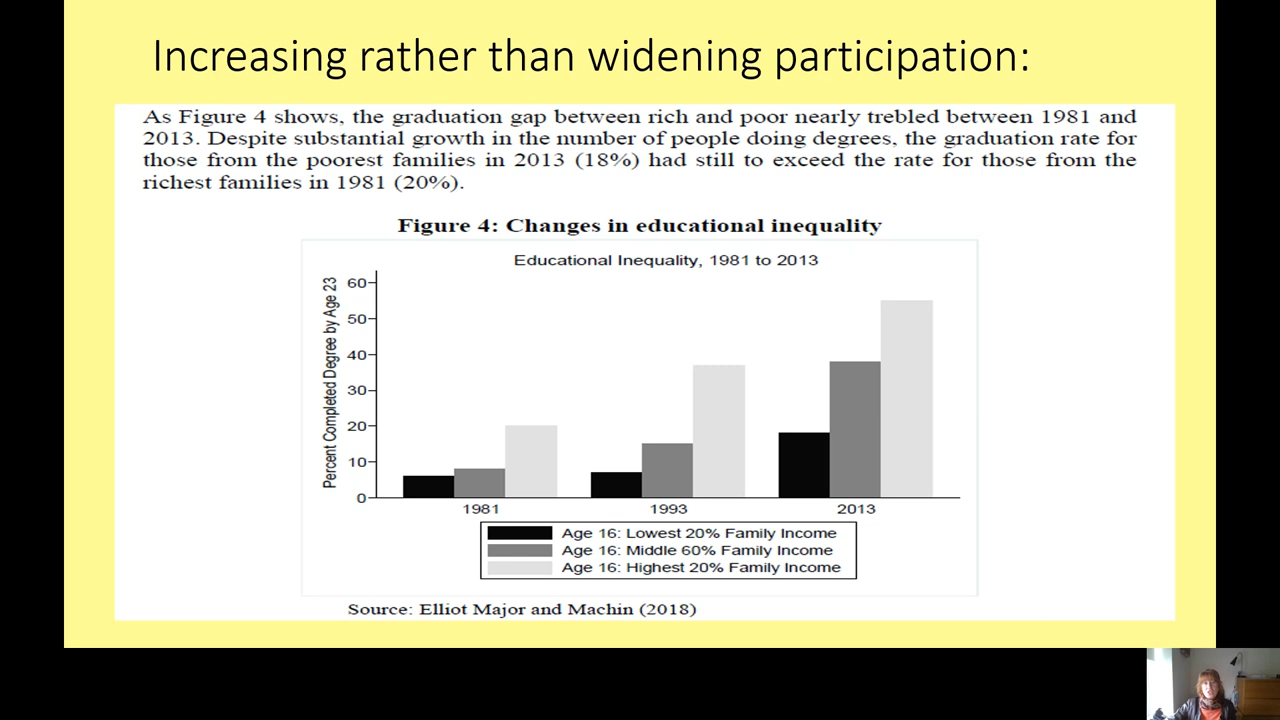 Increasing rather than widening participation:
As Figure 4 shows, the graduation gap between rich and poor nearly trebled between 1981 and
2013. Despite substantial growth in the number of people doing degrees, the graduation rate for
those from the poorest families in 2013 (18%) had still to exceed the rate for those from the
richest families in 1981 (20%).
Figure 4: Changes in educational inequality
Educational Inequality, 1981 to 2013
Percent Completed Degree by Age 23
60
50
40
30
20
10
0
1981 1993 2013
Age 16: Lowest 20% Family Income
Age 16: Middle 60% Family Income
Age 16: Highest 20% Family Income
Source: Elliot Major and Machin (2018)